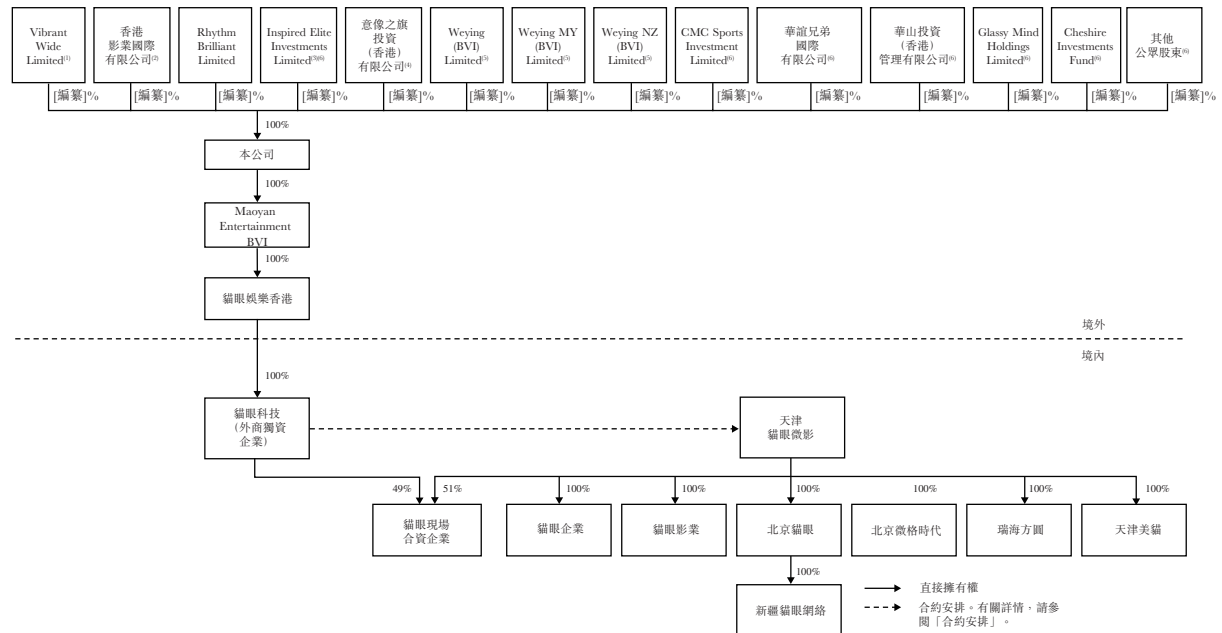 Vibrant
Wide
Limited(1)
香港
影業國際
有限公司(2)
Rhythm
Brilliant
Limited
Inspired Elite
Investments
Limited(3)(6)
意像之旗
投資
(香港)
有限公司(4)
Weying
(BVI)
Limited(5)
Weying MY
(BVI)
Limited(5)
Weying NZ
(BVI)
Limited(5)
CMC Sports
Investment
Limited(6)
華誼兄弟
國際
有限公司(6)
華山投資
(香港)
管理有限公司(6)
Glassy Mind
Holdings
Limited(6)
Cheshire
Investments
Fund(6)
其他
公眾股東(6)
[編纂]% [編纂]% [編纂]% [編纂]% [編纂]% [編纂]% [編纂]% [編纂]% [編纂]% [編纂]% [編纂]% [編纂]% [編纂]% [編纂]%
100%
本公司
100%
Maoyan
Entertainment
BVI
100%
貓眼娛樂香港
境外
境內
100%
貓眼科技
(外商獨資
企業)
天津
貓眼微影
49% 51% 100% 100% 100% 100% 100% 100%
貓眼現場
合資企業
貓眼企業
貓眼影業
北京貓眼
北京微格時代
瑞海方圓
天津美貓
100%
新疆貓眼網絡
直接擁有權
合約安排。有關詳情,請參
閱「合約安排」。